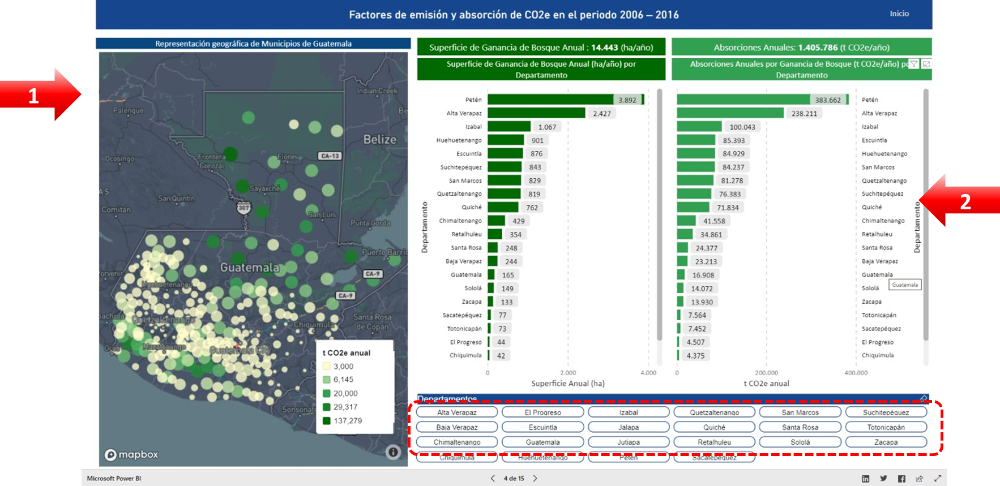 Factores de emisión y absorción de CO2e en el periodo 2006 – 2016
Inicio
Representación geográfica de Municipios de Guatemala
Superficie de Ganancia de Bosque Anual : 14.443 (ha/año)
Absorciones Anuales: 1.405.786 (t CO2e/año)
Superficie de Ganancia de Bosque Anual (ha/año) por
Departamento
Absorciones Anuales por Ganancia de Bosque (t CO2e/año) po
Departamento
1
2
Indian Creek
Palenque
Be
Belize
Frontera
Corozal
Flores
CA-13
Ocosingo
Sayaxché
A S
San Quintín
307
Comitán
San Luis
Punta Gorda
Puerto Barrio
Guatemala
orvenir
Huehuetenango
CA-9
CA-9
apachula
Quetzaltenango
Chiquimula
Santa Rosa
de Copán
Ocos
Mazatenango
Guatemala City
Sonsonate
t CO2e anual
3,000
6,145
20,000
29,317
137,279
mapbox
Departamento
Petén 3.892
Alta Verapaz 2.427
Izabal 1.067
Huehuetenango 901
Escuintla 876
Suchitepéquez 843
San Marcos 829
Quetzaltenango 819
Quiché 762
Chimaltenango 429
Retalhuleu 354
Santa Rosa 248
Baja Verapaz 244
Guatemala 165
Sololá 149
Zacapa 133
Sacatepéquez 77
Totonicapán 73
El Progreso 44
Chiquimula 42
0 2.000 4.000
Superficie Anual (ha)
383.662 Petén
238.211 Alta Verapaz
100.043 Izabal
85.393 Escuintla
84.929 Huehuetenango
84.237 San Marcos
81.278 Quetzaltenango
76.383 Suchitepéquez
71.834 Quiché
41.558 Chimaltenango
34.861 Retalhuleu
24.377 Santa Rosa
23.213 Baja Verapaz
16.908 Guatemala
14.072 Sololá
13.930 Zacapa
7.564 Totonicapán
7.452 Sacatepéquez
4.507 El Progreso
4.375 Chiquimula
Guatemala
Departamento
0 200.000 400.000
t CO2e anual
Departamentos
Alta Verapaz El Progreso Izabal Quetzaltenango San Marcos Suchitepéquez
Baja Verapaz Escuintla Jalapa Quiché Santa Rosa Totonicapán
Chimaltenango Guatemala Jutiapa Retalhuleu Sololá Zacapa
Chiquimula Huehuetenango Petén Sacatepéquez
Microsoft Power BI
4 de 15